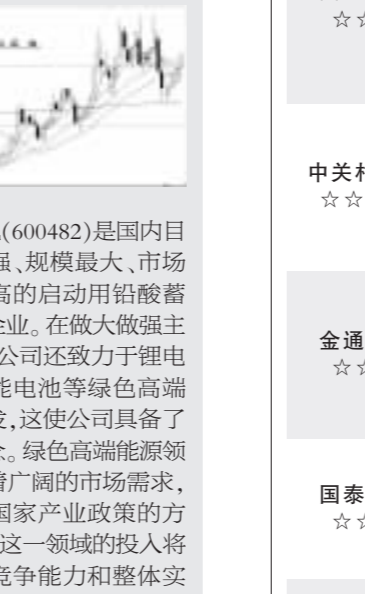 (600482)是国内目
强、规模最大、市场
高的启动用铅酸蓄
企业。在做大做强主
公司还致力于锂电
能电池等绿色高端
发,这使公司具备了
念。绿色高端能源领
着广阔的市场需求,
国家产业政策的方
这一领域的投入将
竞争能力和整体实
☆☆
中关村
☆☆
金通
☆☆
国泰
☆☆